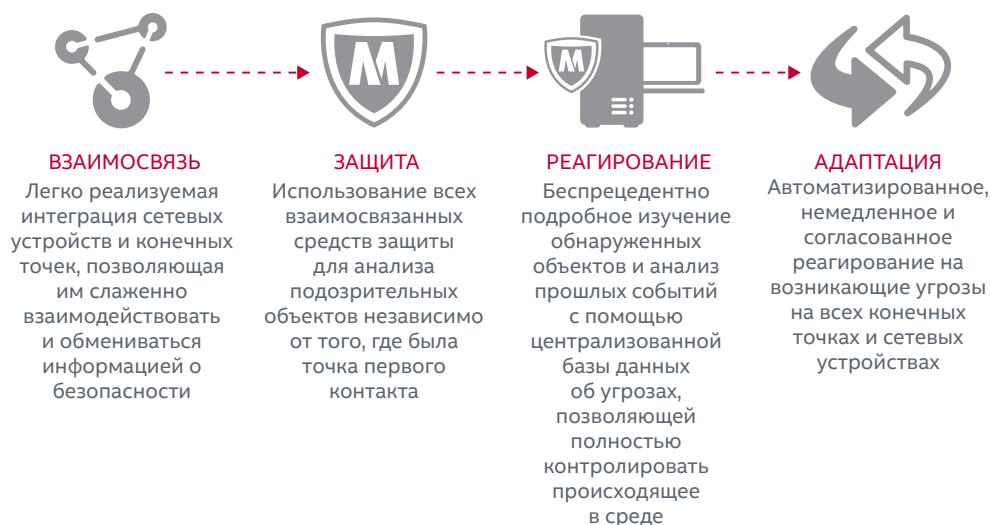 ВЗАИМОСВЯЗЬ
Легко реализуемая
интеграция сетевых
устройств и конечных
точек, позволяющая
им слаженно
взаимодействовать
и обмениваться
информацией о
безопасности
ЗАЩИТА
Использование всех
взаимосвязанных
средств защиты
для анализа
подозрительных
объектов независимо
от того, где была
точка первого
контакта
РЕАГИРОВАНИЕ
Беспрецедентно
подробное изучение
обнаруженных
объектов и анализ
прошлых событий
с помощью
централизованной
базы данных
об угрозах,
позволяющей
полностью
контролировать
происходящее
в среде
АДАПТАЦИЯ
Автоматизированное,
немедленное и
согласованное
реагирование на
возникающие угрозы
на всех конечных
точках и сетевых
устройствах